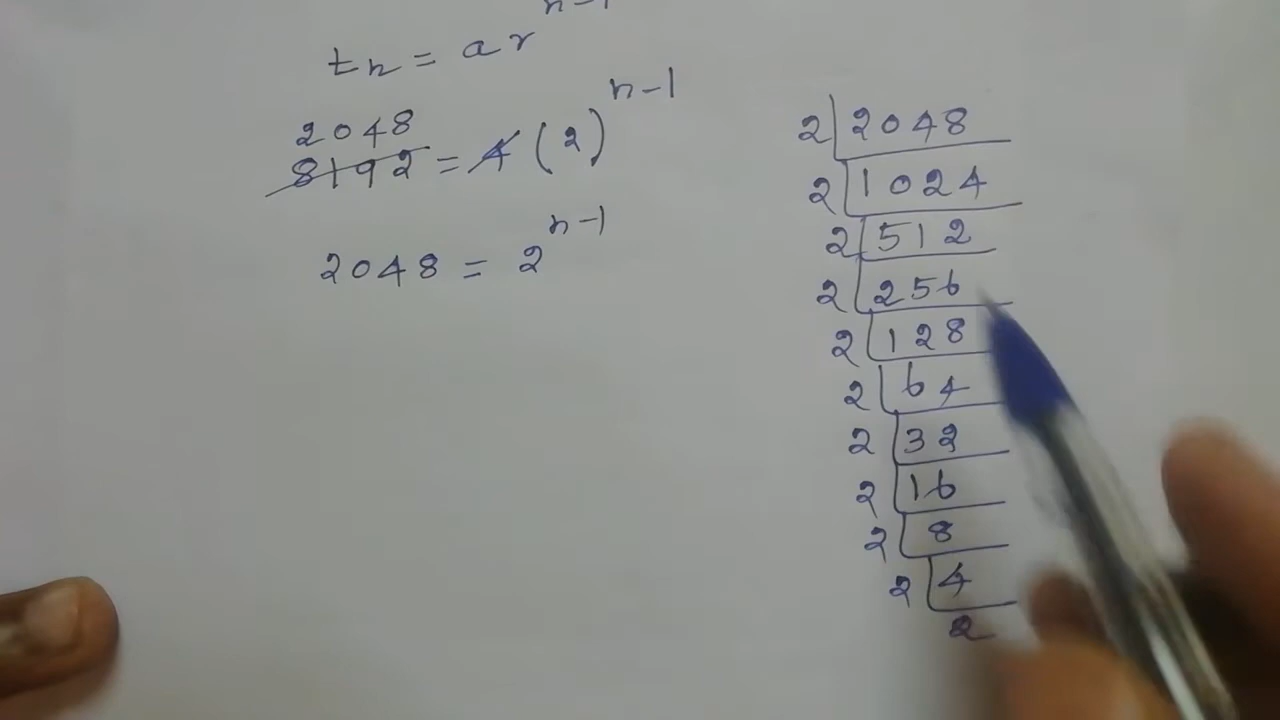 tn = ar^n-1
2048
8192 = 4 (2)^n-1
2048 = 2^n-1
2 | 2048
2 | 1024
2 | 512
2 | 256
2 | 128
2 | 64
2 | 32
2 | 16
2 | 8
2 | 4
2